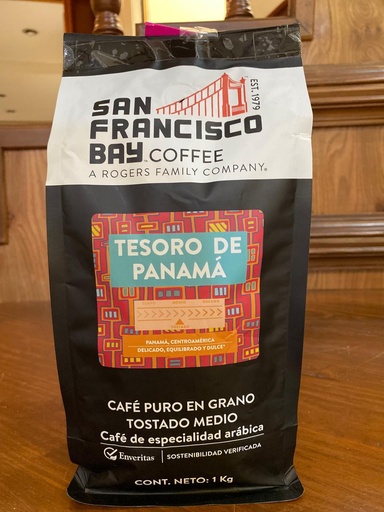 SAN
FRANCISCO
BAY COFFEE
EST. 1979
A ROGERS FAMILY COMPANY®
TESORO DE
PANAMÁ
TOSTADO
PANAMÁ, CENTROAMÉRICA
DELICADO, EQUILIBRADO Y DULCE
CAFÉ PURO EN GRANO
TOSTADO MEDIO
Café de especialidad arábica
Enveritas SOSTENIBILIDAD VERIFICADA
CONT. NETO: 1 Kg